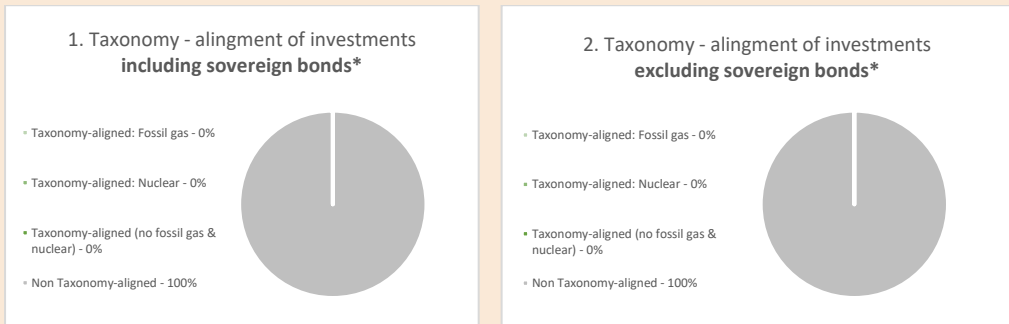 1. Taxonomy - alingment of investments
including sovereign bonds*
Taxonomy-aligned: Fossil gas - 0%
Taxonomy-aligned: Nuclear - 0%
Taxonomy-aligned (no fossil gas &
nuclear) - 0%
Non Taxonomy-aligned - 100%
2. Taxonomy - alingment of investments
excluding sovereign bonds*
Taxonomy-aligned: Fossil gas - 0%
Taxonomy-aligned: Nuclear - 0%
Taxonomy-aligned (no fossil gas &
nuclear) - 0%
Non Taxonomy-aligned - 100%